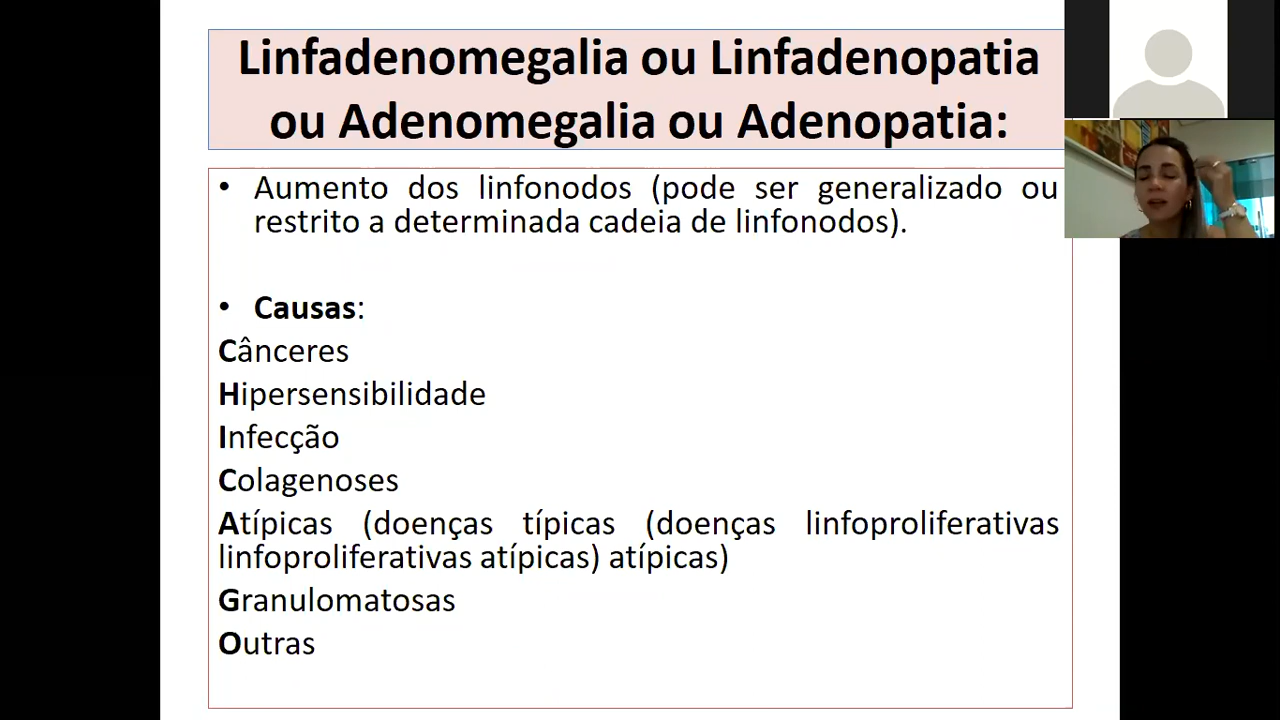 Linfadenomegalia ou Linfadenopatia
ou Adenomegalia ou Adenopatia:
• Aumento dos linfonodos (pode ser generalizado ou
restrito a determinada cadeia de linfonodos).
• Causas:
Cânceres
Hipersensibilidade
Infecção
Colagenoses
Atípicas (doenças típicas (doenças linfoproliferativas
linfoproliferativas atípicas) atípicas)
Granulomatosas
Outras